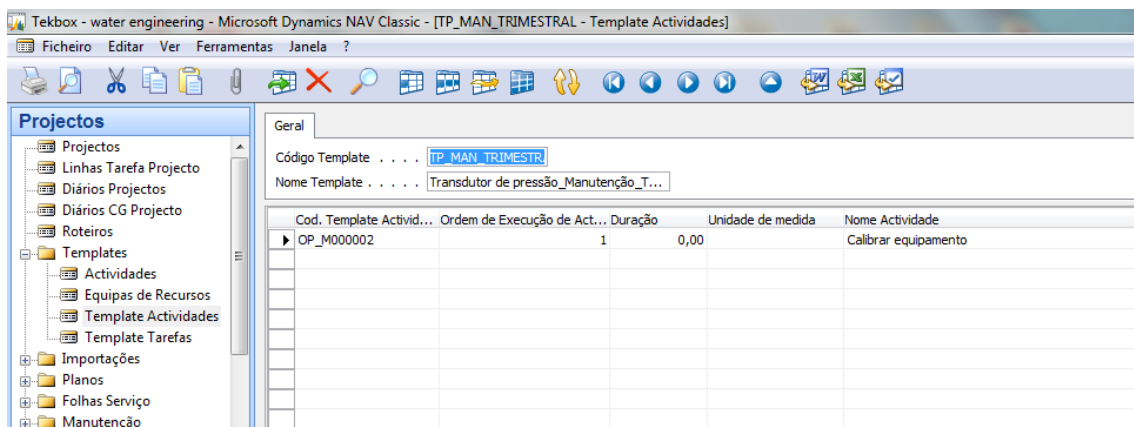 Tekbox - water engineering - Microsoft Dynamics NAV Classic - [TP_MAN_TRIMESTRAL - Template Actividades]
Ficheiro Editar Ver Ferramentas Janela ?
Projectos
Projectos
Linhas Tarefa Projecto
Diários Projectos
Diários CG Projecto
Roteiros
Templates
Actividades
Equipas de Recursos
Template Actividades
Template Tarefas
Importações
Planos
Folhas Serviço
Manutenção
Geral
Código Template . . . . TP_MAN_TRIMESTR
Nome Template . . . . . Transdutor de pressão_Manutenção_T...
Cod. Template Activid... Ordem de Execução de Act... Duração Unidade de medida Nome Actividade
OP_M000002 1 0,00 Calibrar equipamento